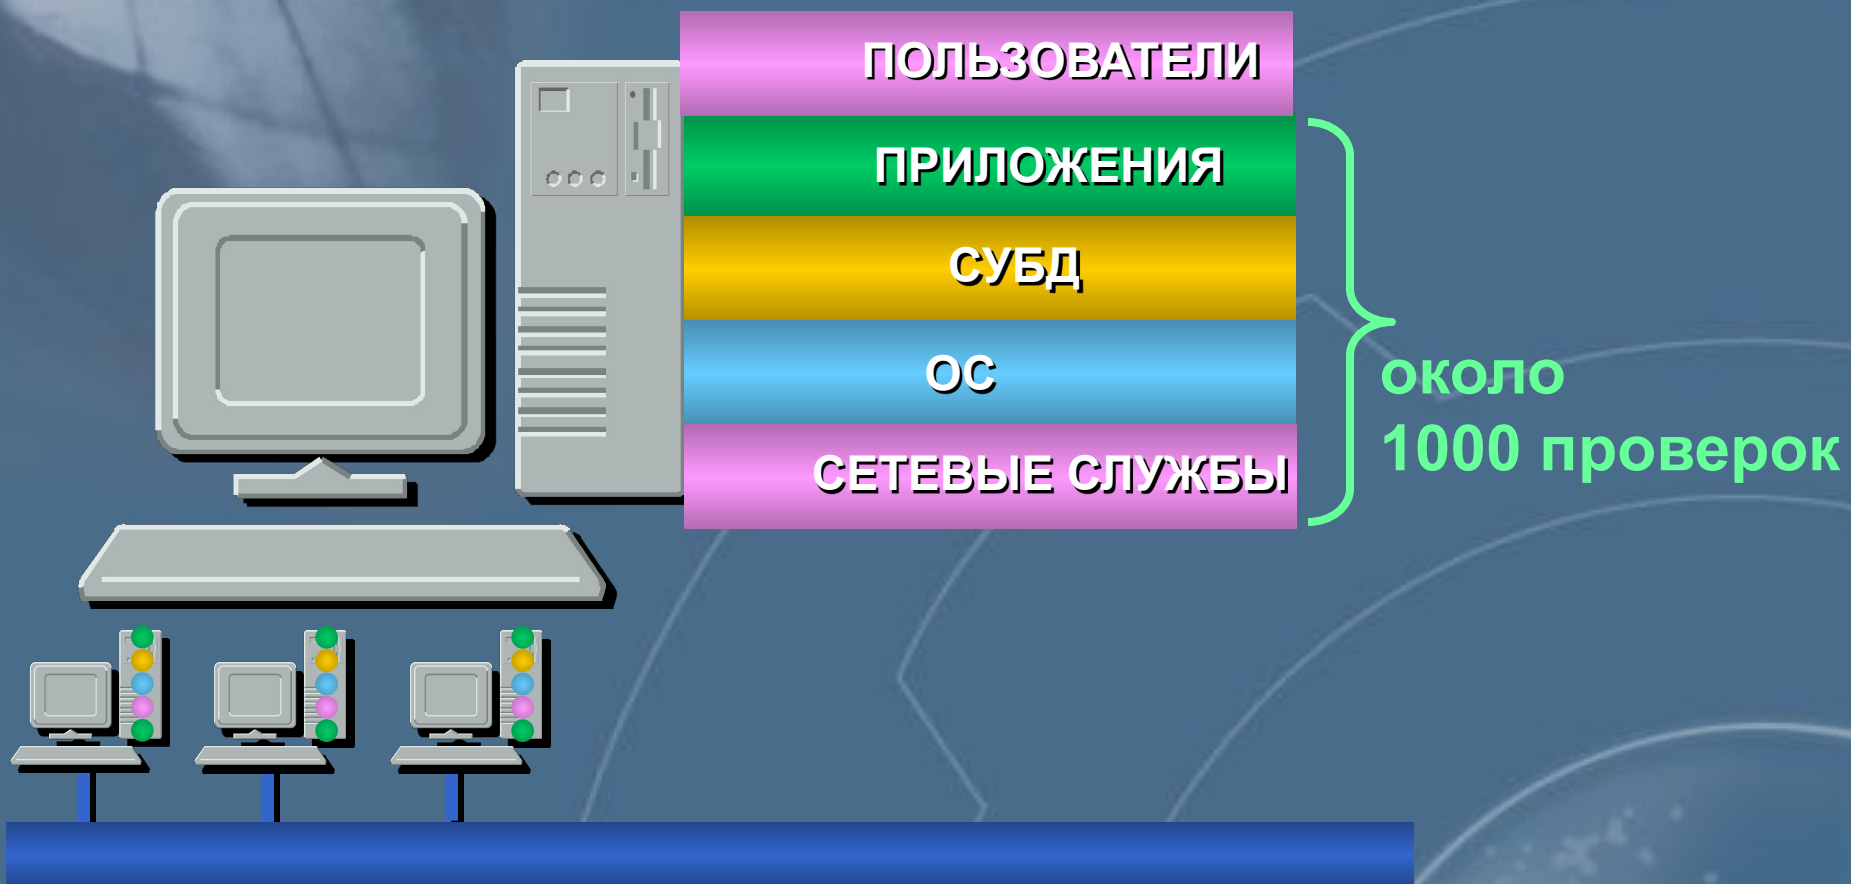 ПОЛЬЗОВАТЕЛИ
ПРИЛОЖЕНИЯ
СУБД
ОС
СЕТЕВЫЕ СЛУЖБЫ
около
1000 проверок